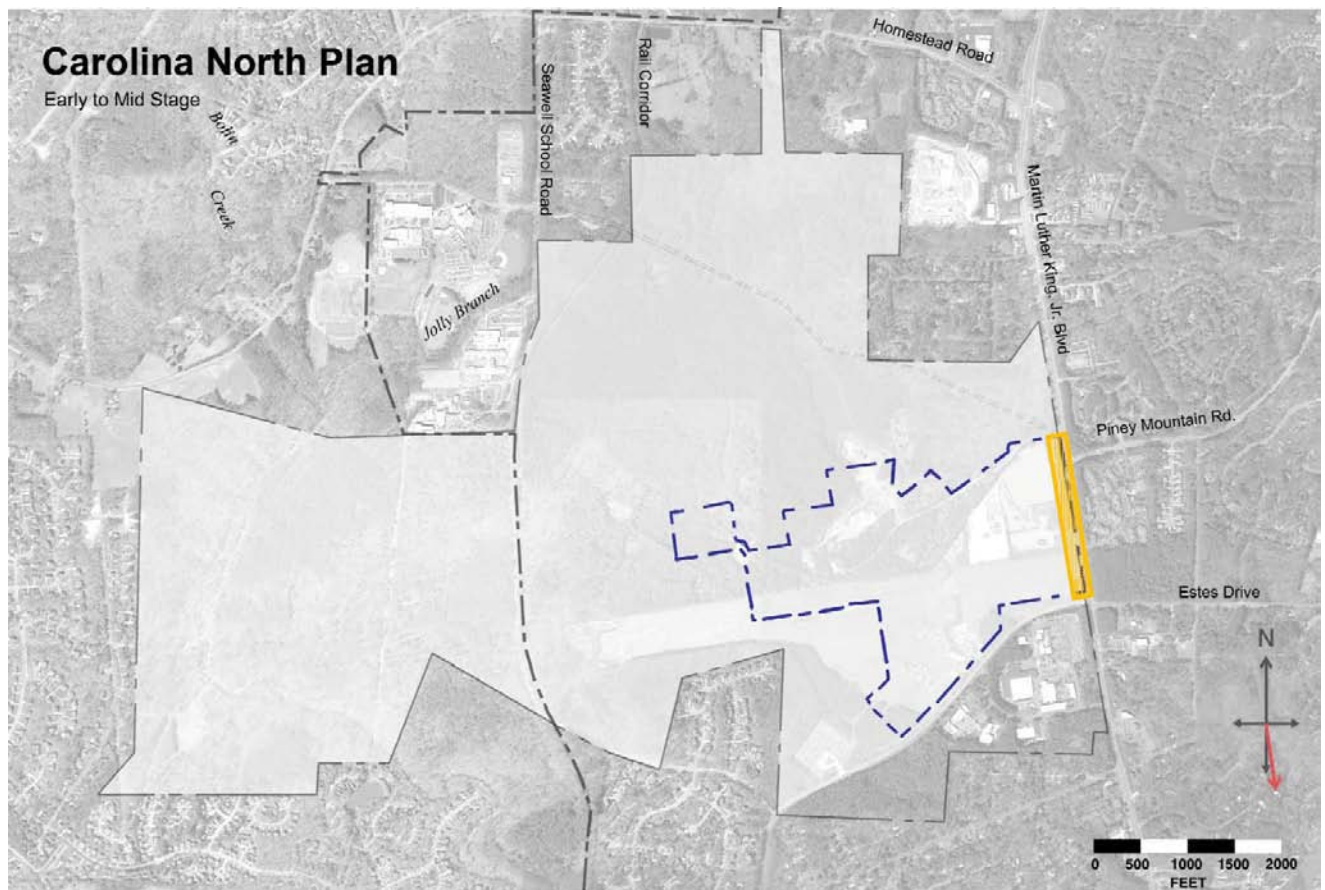 Carolina North Plan
Early to Mid Stage
Homestead Road
Rail Corridor
Seawell School Road
Bolin
Creek
Martin Luther King, Jr. Blvd
Jolly Branch
Piney Mountain Rd.
Estes Drive
N
0 500 1000 1500 2000
FEET